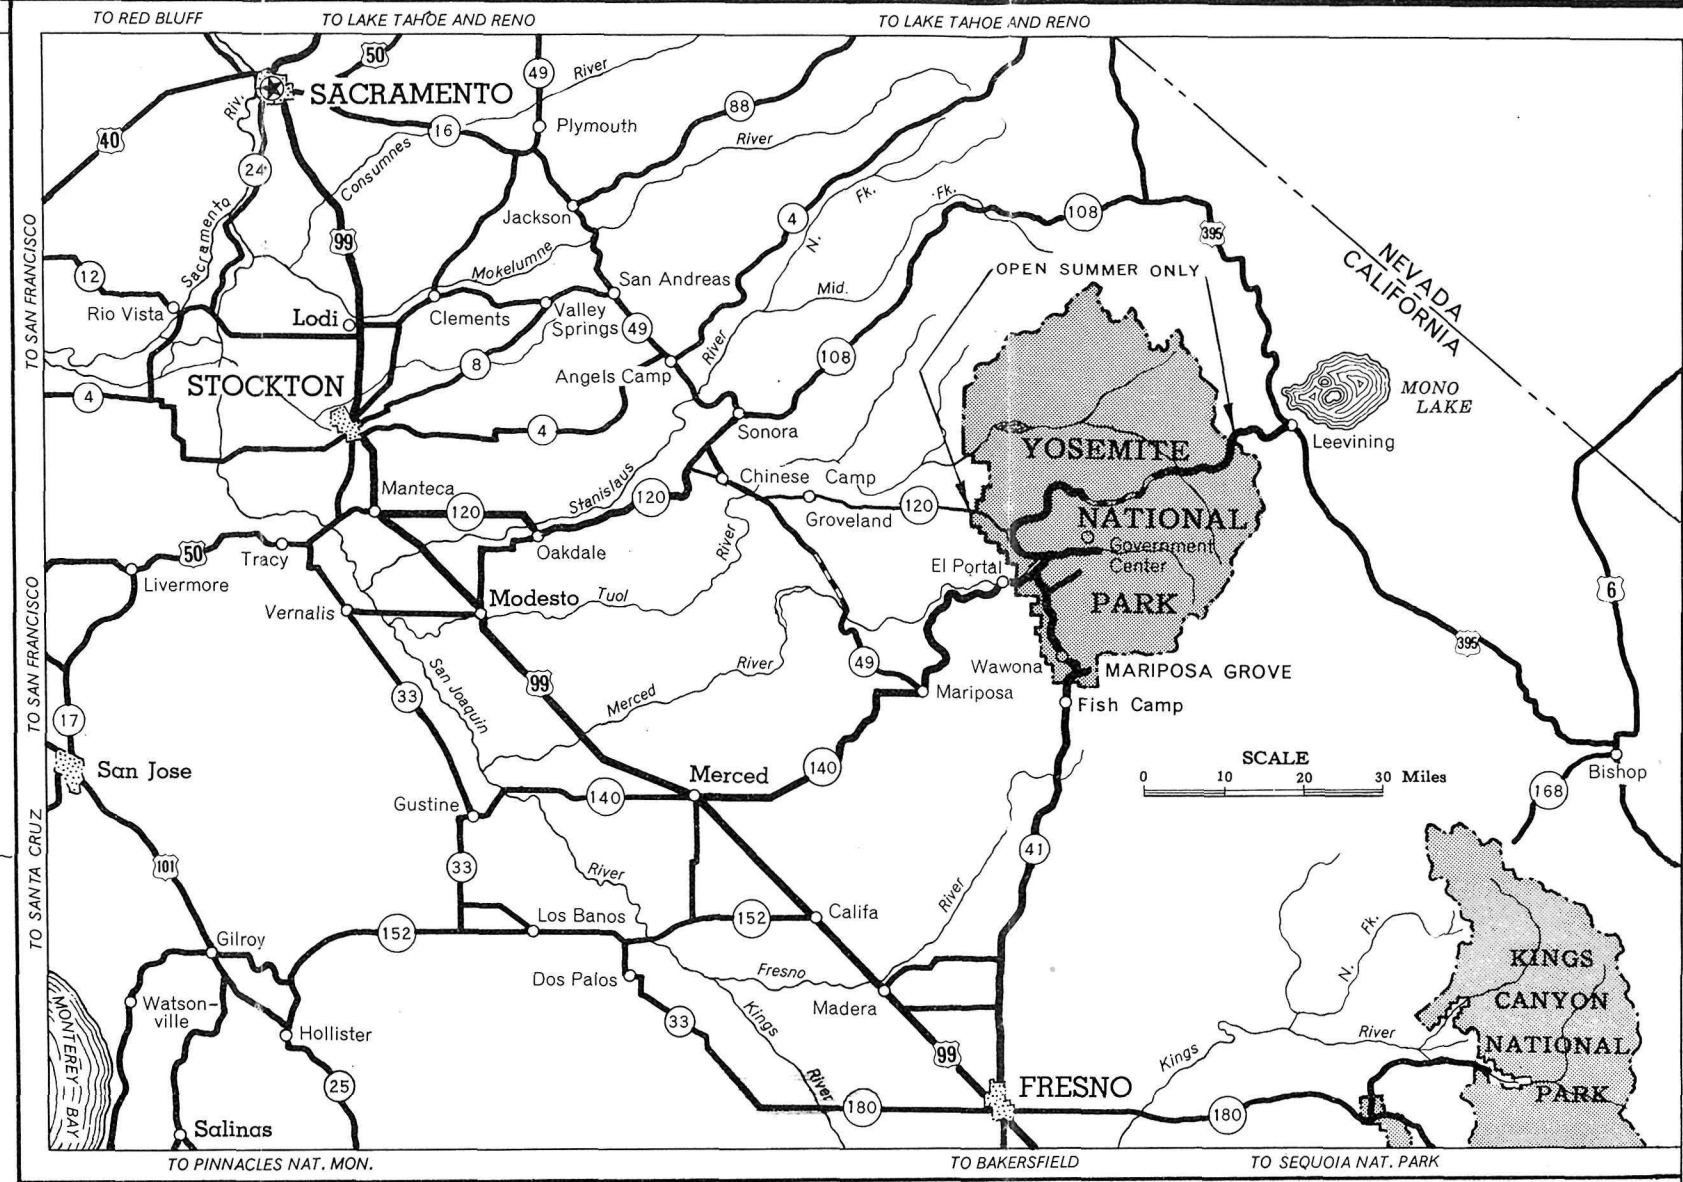 TO RED BLUFF
TO LAKE TAHOE AND RENO
TO LAKE TAHOE AND RENO
50
49
River
SACRAMENTO
88
Riv.
40
16
Plymouth
River
24
Consumnes
Fk.
Fk.
Jackson
4
108
Sacramento
99
N.
395
NEVADA
CALIFORNIA
TO SAN FRANCISCO
12
Mokelumne
San Andreas
OPEN SUMMER ONLY
Mid.
Rio Vista
Lodi
Clements
Valley
Springs
49
River
8
108
Angels Camp
STOCKTON
4
MONO
LAKE
4
Sonora
Leevining
YOSEMITE
Manteca
Stanislaus
Chinese Camp
120
120
120
Groveland
NATIONAL
50
Tracy
Oakdale
River
Government
Center
Livermore
El Portal
6
Vernalis
Modesto
Tuol
PARK
TO SAN FRANCISCO
San Joaquin
99
River
49
Wawona
MARIPOSA GROVE
395
33
Merced
Mariposa
Fish Camp
17
San Jose
Merced
140
SCALE
0 10 20 30 Miles
Bishop
168
Gustine
140
TO SANTA CRUZ
101
33
River
41
River
Los Banos
152
Califa
152
Gilroy
Fk.
N.
KINGS
CANYON
NATIONAL
PARK
Dos Palos
Fresno
Madera
Watson-
ville
Hollister
33
Kings
River
MONTEREY BAY
25
99
Kings
River
FRESNO
180
180
Salinas
TO PINNACLES NAT. MON.
TO BAKERSFIELD
TO SEQUOIA NAT. PARK